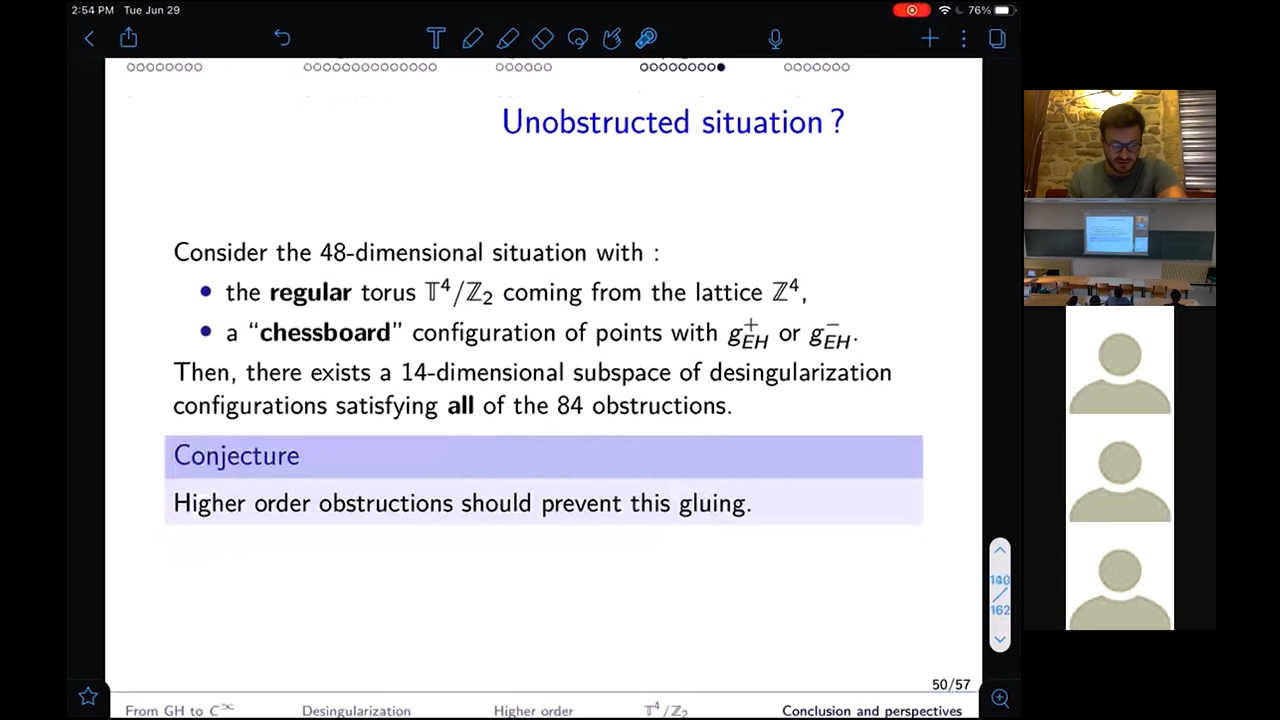 2:54 PM Tue Jun 29
76%
Unobstructed situation ?
Consider the 48-dimensional situation with :
• the regular torus 𝕋⁴/ℤ₂ coming from the lattice ℤ⁴,
• a “chessboard” configuration of points with g⁺_EH or g⁻_EH.
Then, there exists a 14-dimensional subspace of desingularization
configurations satisfying all of the 84 obstructions.
Conjecture
Higher order obstructions should prevent this gluing.
140
162
50/57
From GH to C^∞ Desingularization Higher order 𝕋⁴/ℤ₂ Conclusion and perspectives